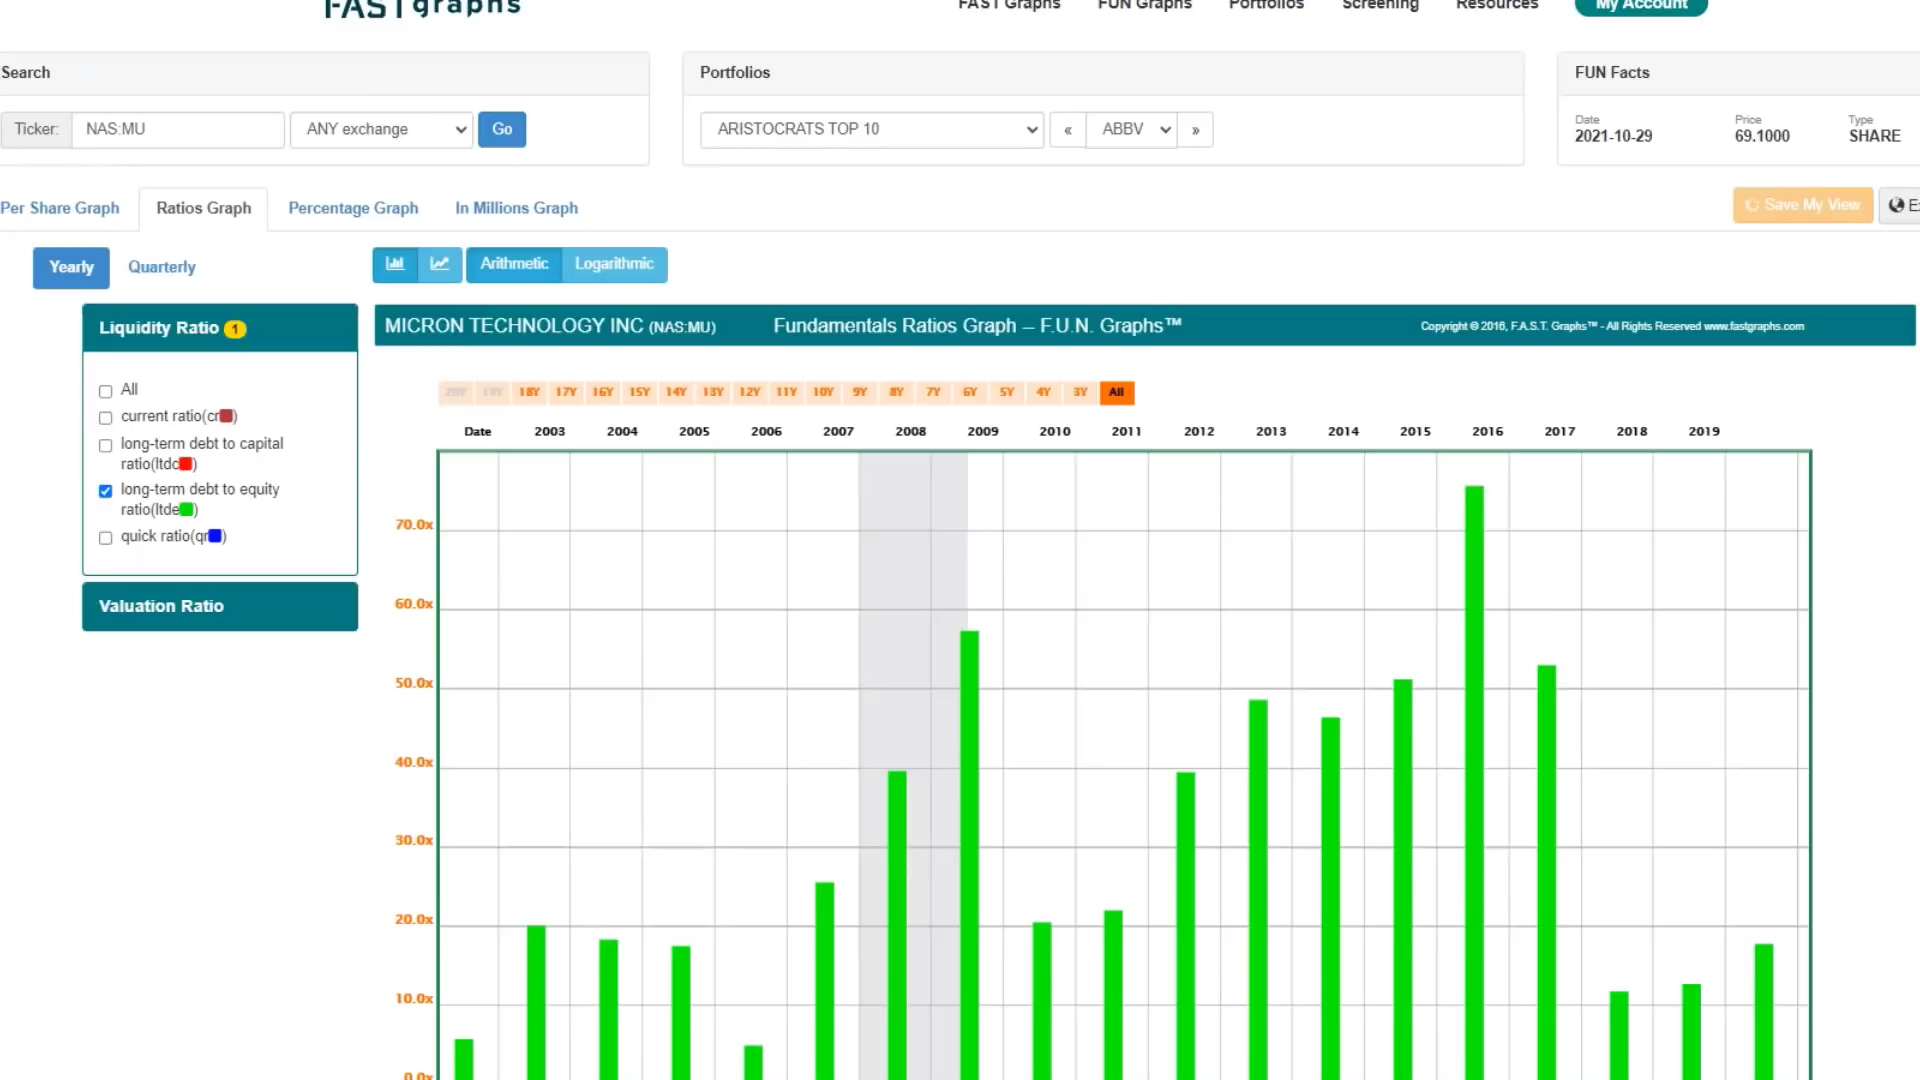 FAST graphs
FAST Graphs FUN Graphs Portfolios Screening Resources My Account
Search
Portfolios
FUN Facts
Ticker: NAS:MU ANY exchange Go
ARISTOCRATS TOP 10 « ABBV »
Date
2021-10-29
Price
69.1000
Type
SHARE
Per Share Graph Ratios Graph Percentage Graph In Millions Graph
Save My View
Yearly Quarterly
Arithmetic Logarithmic
Liquidity Ratio 1
All
current ratio(cr)
long-term debt to capital
ratio(ltdc)
long-term debt to equity
ratio(ltde)
quick ratio(qr)
Valuation Ratio
MICRON TECHNOLOGY INC (NAS:MU) Fundamentals Ratios Graph – F.U.N. Graphs™ Copyright © 2016, F.A.S.T. Graphs™ - All Rights Reserved www.fastgraphs.com
20Y 19Y 18Y 17Y 16Y 15Y 14Y 13Y 12Y 11Y 10Y 9Y 8Y 7Y 6Y 5Y 4Y 3Y All
Date 2003 2004 2005 2006 2007 2008 2009 2010 2011 2012 2013 2014 2015 2016 2017 2018 2019
70.0x
60.0x
50.0x
40.0x
30.0x
20.0x
10.0x
0.0x